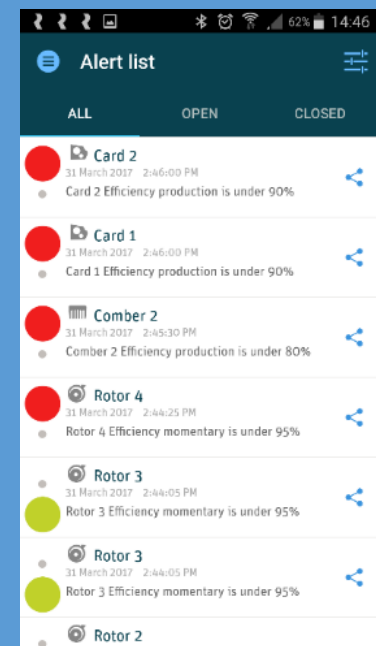 62% 14:46
Alert list
ALL OPEN CLOSED
Card 2
31 March 2017 2:46:00 PM
Card 2 Efficiency production is under 90%
Card 1
31 March 2017 2:46:00 PM
Card 1 Efficiency production is under 90%
Comber 2
31 March 2017 2:45:30 PM
Comber 2 Efficiency production is under 80%
Rotor 4
31 March 2017 2:44:25 PM
Rotor 4 Efficiency momentary is under 95%
Rotor 3
31 March 2017 2:44:05 PM
Rotor 3 Efficiency momentary is under 95%
Rotor 3
31 March 2017 2:44:05 PM
Rotor 3 Efficiency momentary is under 95%
Rotor 2